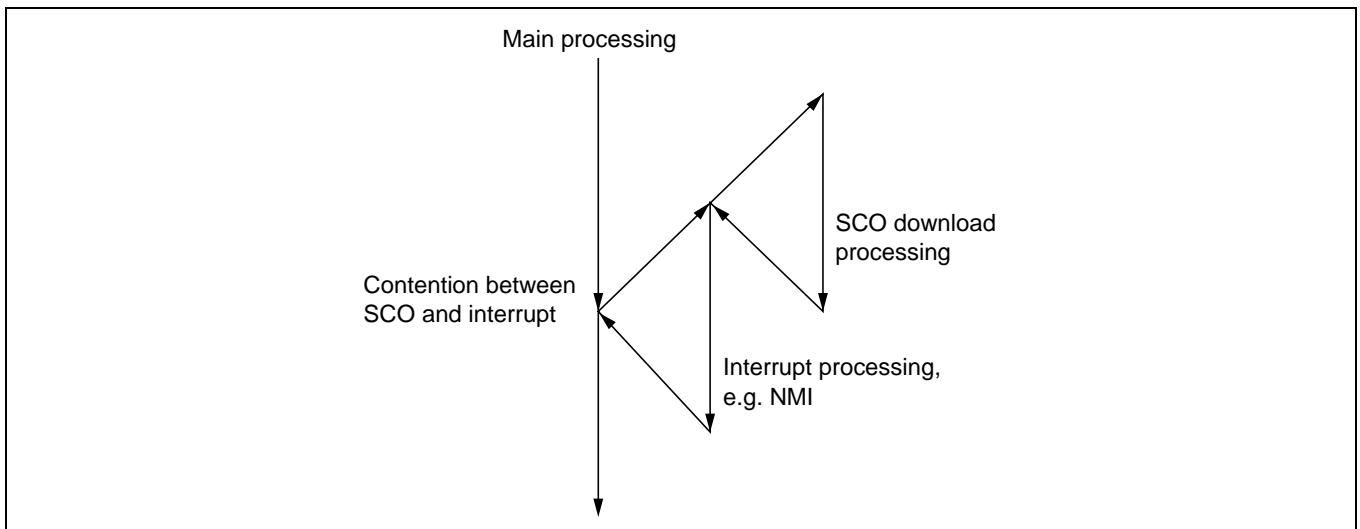 Main processing
SCO download
processing
Contention between
SCO and interrupt
Interrupt processing,
e.g. NMI